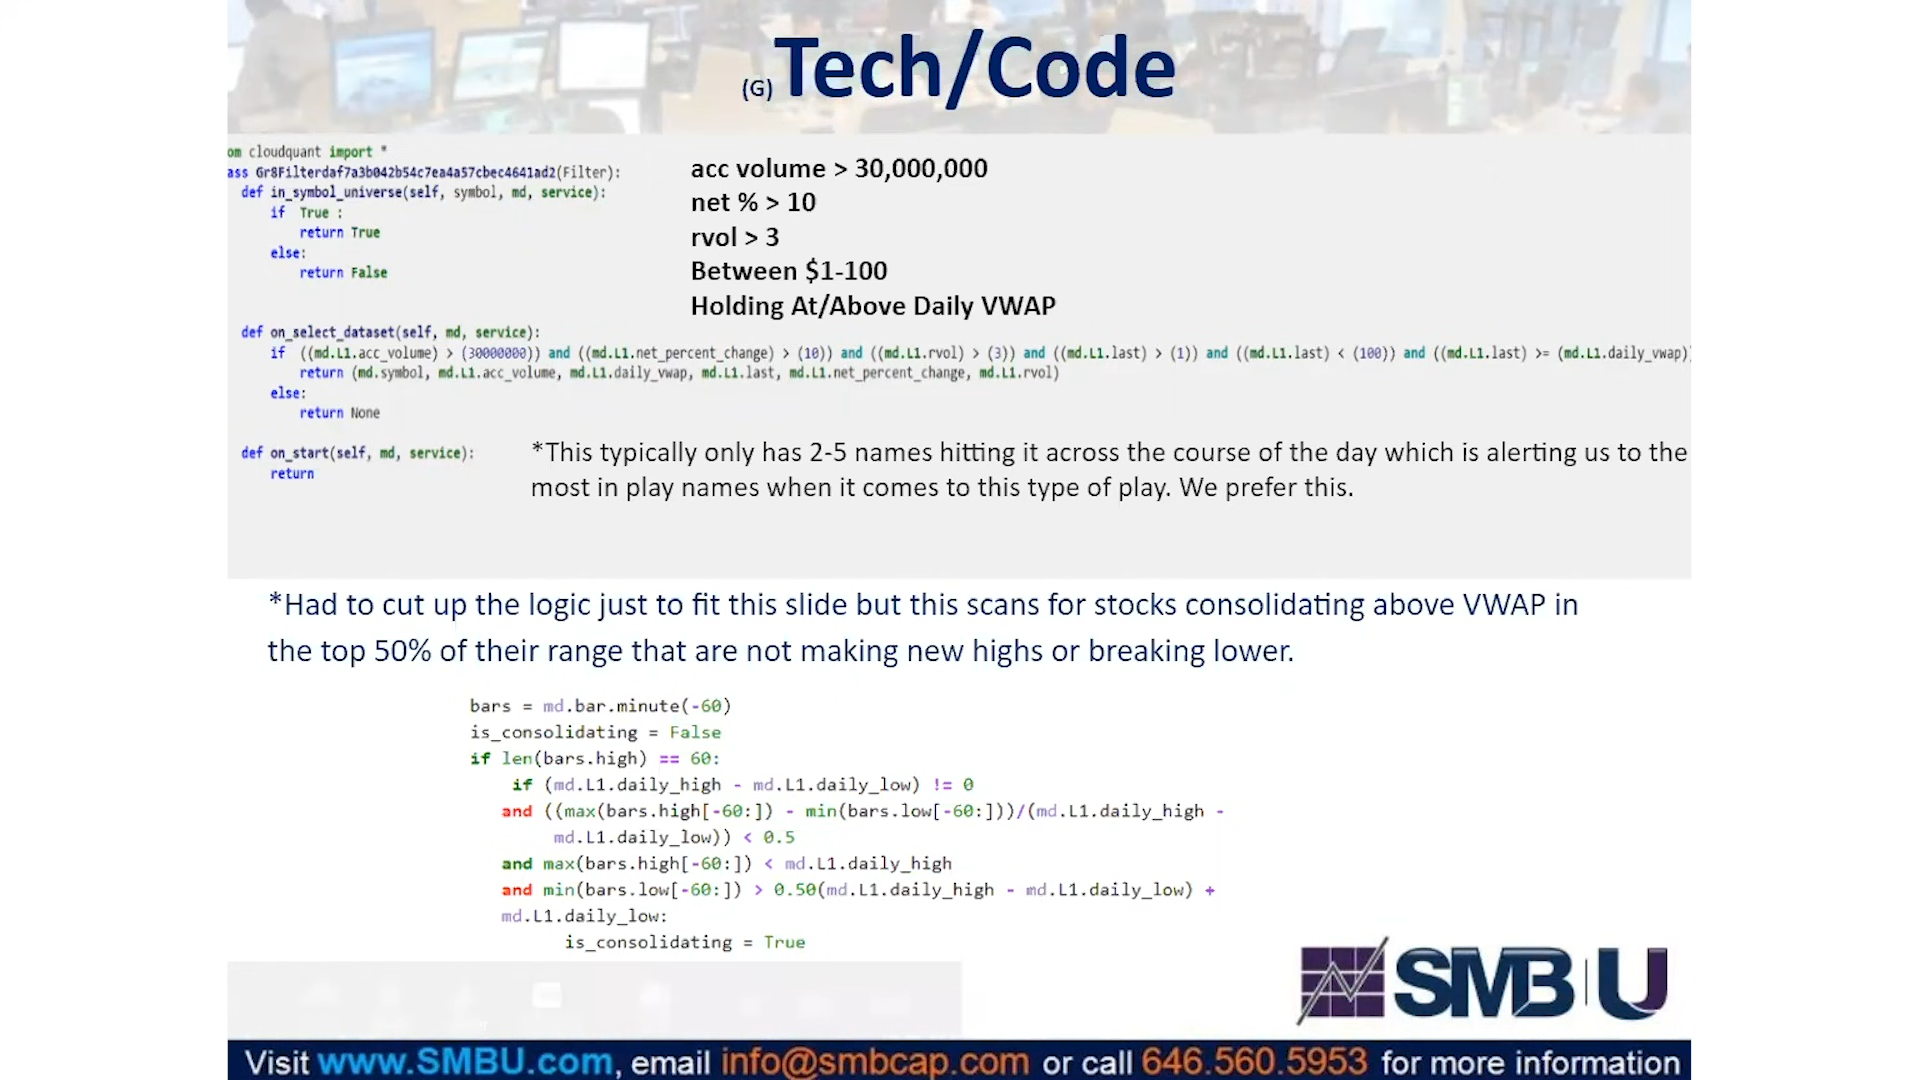 (G) Tech/Code
om cloudquant import *
ass Gr8Filterdaf7a3b042b54c7ea4a57cbec4641ad2(Filter):
def in_symbol_universe(self, symbol, md, service):
if True :
return True
else:
return False
acc volume > 30,000,000
net % > 10
rvol > 3
Between $1-100
Holding At/Above Daily VWAP
def on_select_dataset(self, md, service):
if ((md.L1.acc_volume) > (30000000)) and ((md.L1.net_percent_change) > (10)) and ((md.L1.rvol) > (3)) and ((md.L1.last) > (1)) and ((md.L1.last) < (100)) and ((md.L1.last) >= (md.L1.daily_vwap))
return (md.symbol, md.L1.acc_volume, md.L1.daily_vwap, md.L1.last, md.L1.net_percent_change, md.L1.rvol)
else:
return None
def on_start(self, md, service):
return
*This typically only has 2-5 names hitting it across the course of the day which is alerting us to the
most in play names when it comes to this type of play. We prefer this.
*Had to cut up the logic just to fit this slide but this scans for stocks consolidating above VWAP in
the top 50% of their range that are not making new highs or breaking lower.
bars = md.bar.minute(-60)
is_consolidating = False
if len(bars.high) == 60:
if (md.L1.daily_high - md.L1.daily_low) != 0
and ((max(bars.high[-60:]) - min(bars.low[-60:]))/(md.L1.daily_high -
md.L1.daily_low)) < 0.5
and max(bars.high[-60:]) < md.L1.daily_high
and min(bars.low[-60:]) > 0.50(md.L1.daily_high - md.L1.daily_low) +
md.L1.daily_low:
is_consolidating = True
SMB U
Visit www.SMBU.com, email info@smbcap.com or call 646.560.5953 for more information